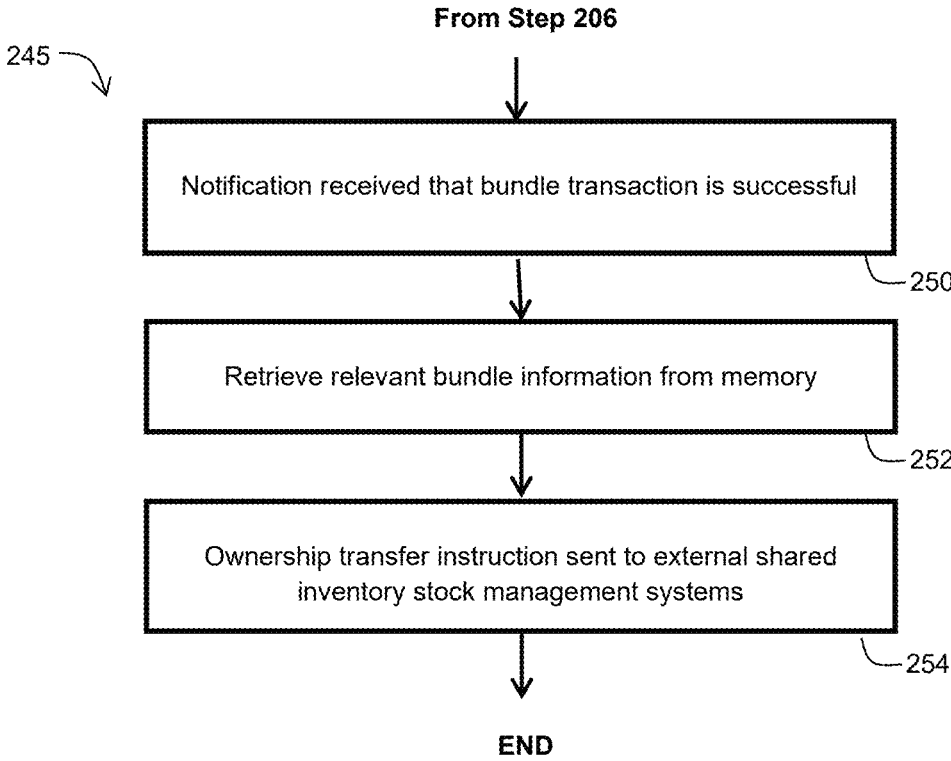 From Step 206
245
Notification received that bundle transaction is successful
250
Retrieve relevant bundle information from memory
252
Ownership transfer instruction sent to external shared
inventory stock management systems
254
END